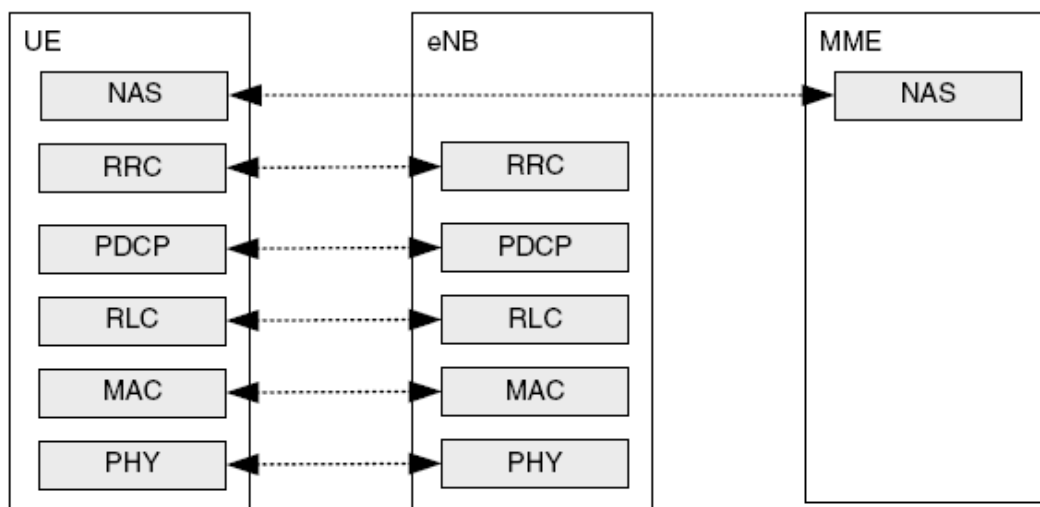 UE
eNB
MME
NAS
NAS
RRC
RRC
PDCP
PDCP
RLC
RLC
MAC
MAC
PHY
PHY